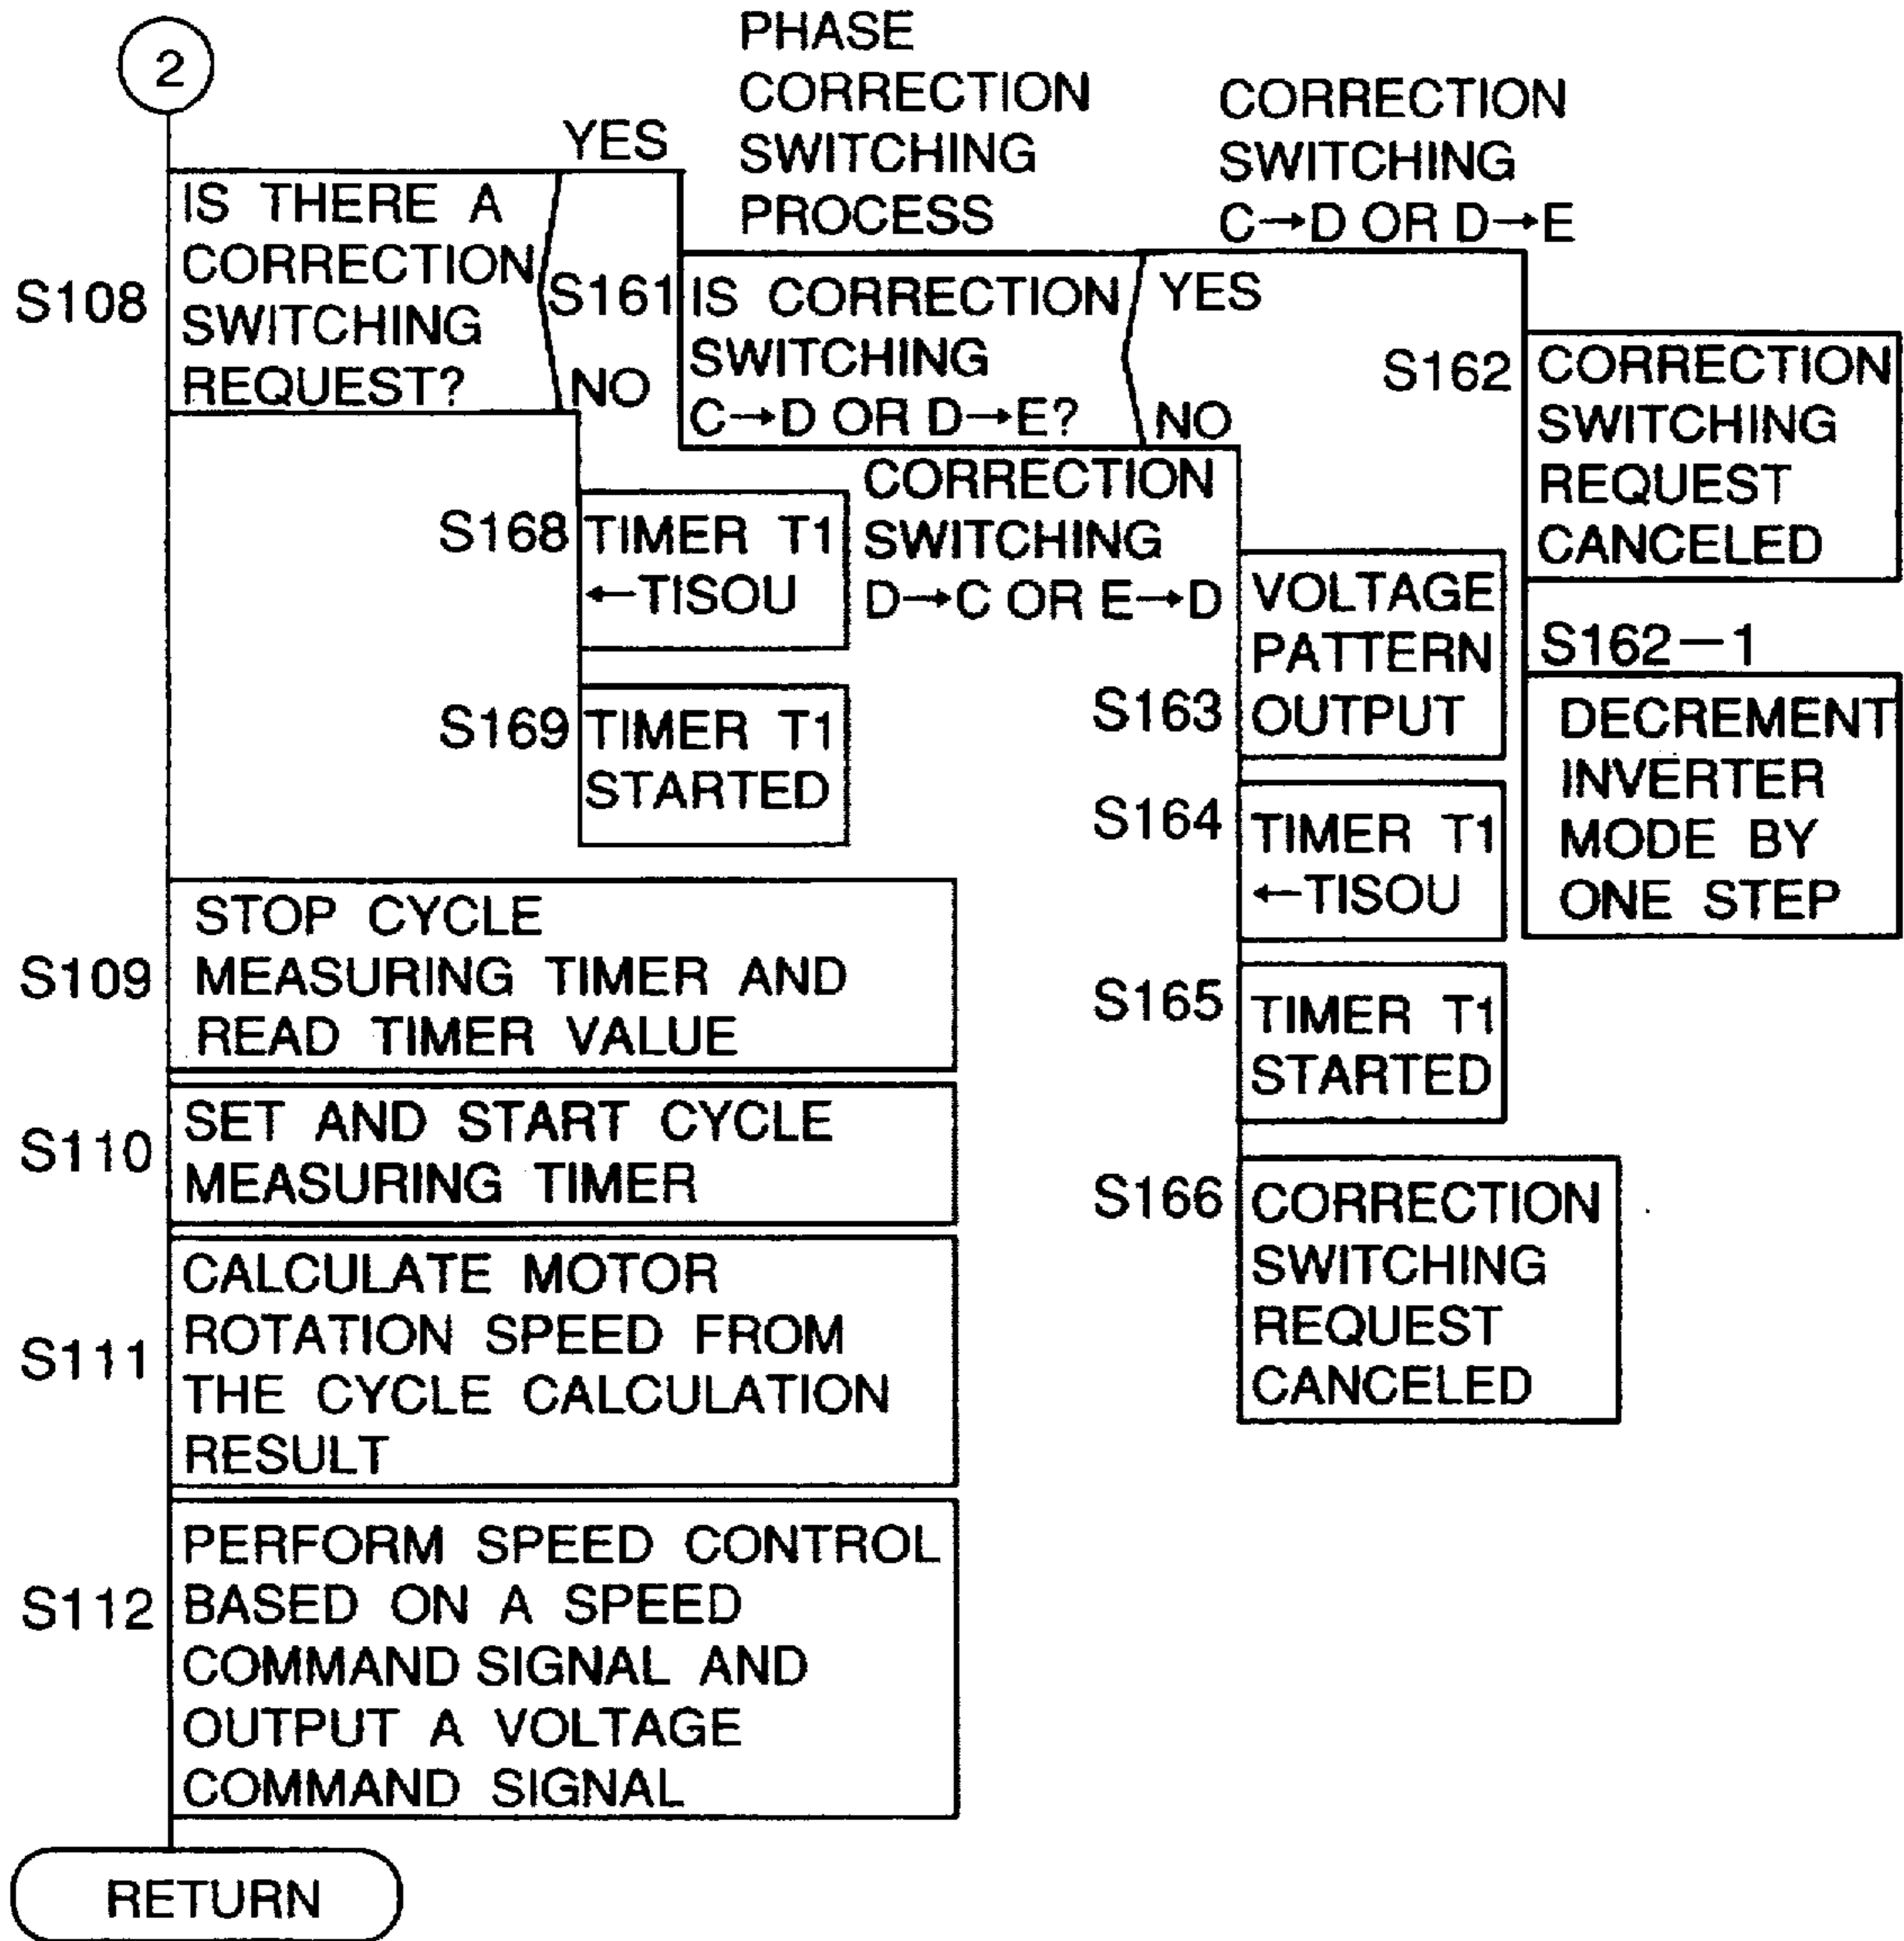 2
PHASE
CORRECTION
SWITCHING
PROCESS
CORRECTION
SWITCHING
C→D OR D→E
YES
S108
IS THERE A
CORRECTION
SWITCHING
REQUEST?
NO
S161
IS CORRECTION
SWITCHING
C→D OR D→E?
YES
NO
S162
CORRECTION
SWITCHING
REQUEST
CANCELED
S162-1
DECREMENT
INVERTER
MODE BY
ONE STEP
CORRECTION
SWITCHING
D→C OR E→D
S163
VOLTAGE
PATTERN
OUTPUT
S164
TIMER T1
←TISOU
S165
TIMER T1
STARTED
S166
CORRECTION
SWITCHING
REQUEST
CANCELED
S168
TIMER T1
←TISOU
S169
TIMER T1
STARTED
S109
STOP CYCLE
MEASURING TIMER AND
READ TIMER VALUE
S110
SET AND START CYCLE
MEASURING TIMER
S111
CALCULATE MOTOR
ROTATION SPEED FROM
THE CYCLE CALCULATION
RESULT
S112
PERFORM SPEED CONTROL
BASED ON A SPEED
COMMAND SIGNAL AND
OUTPUT A VOLTAGE
COMMAND SIGNAL
RETURN